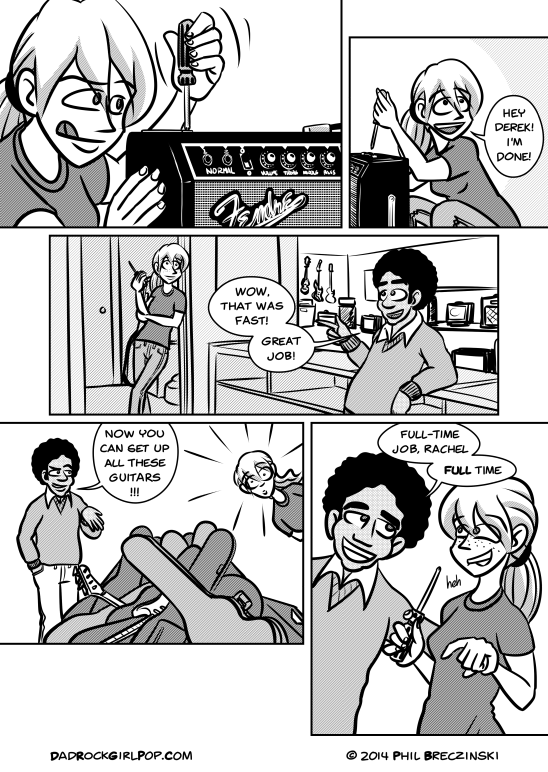 NORMAL
VOLUME TREBLE MIDDLE BASS
Fendre
HEY
DEREK!
I'M
DONE!
WOW,
THAT WAS
FAST!
GREAT
JOB!
NOW YOU
CAN SET UP
ALL THESE
GUITARS
!!!
FULL-TIME
JOB, RACHEL
FULL TIME
heh
DADROCKGIRLPOP.COM
© 2014 PHIL BRECZINSKI